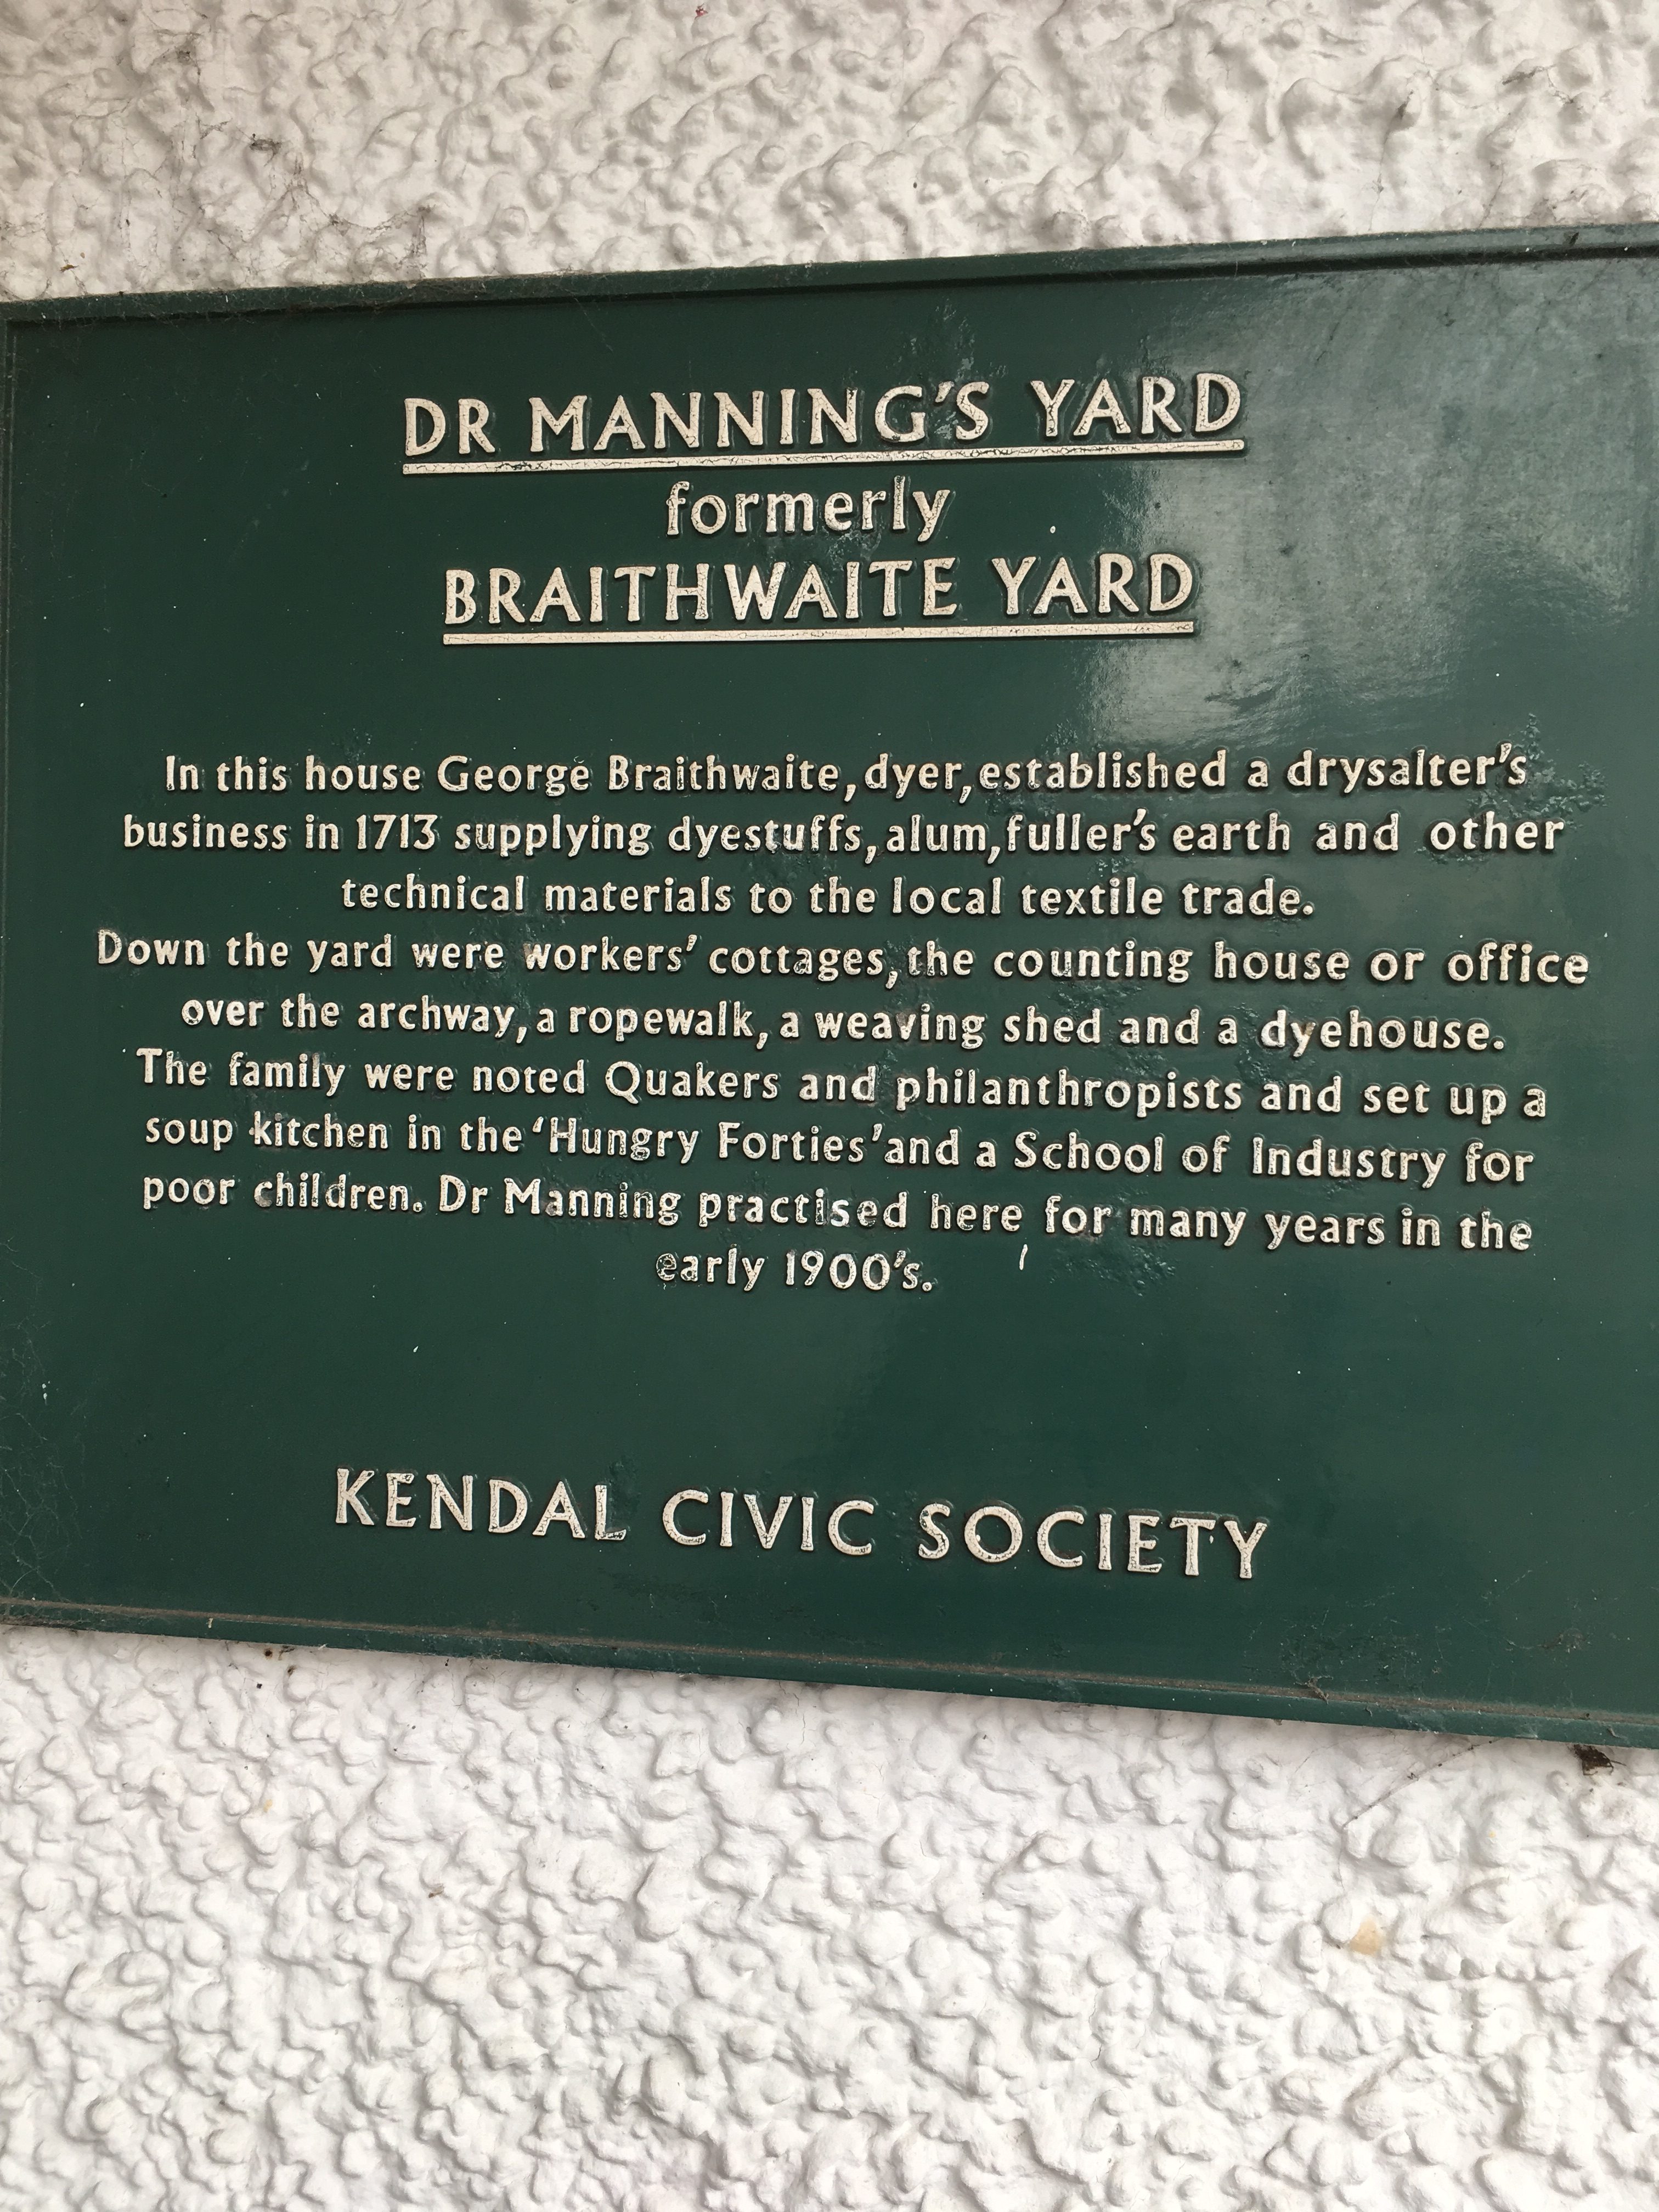 DR MANNING'S YARD
formerly
BRAITHWAITE YARD
In this house George Braithwaite, dyer, established a drysalter's
business in 1713 supplying dyestuffs, alum, fuller's earth and other
technical materials to the local textile trade.
Down the yard were workers' cottages, the counting house or office
over the archway, a ropewalk, a weaving shed and a dyehouse.
The family were noted Quakers and philanthropists and set up a
soup kitchen in the 'Hungry Forties' and a School of Industry for
poor children. Dr Manning practised here for many years in the
early 1900's.
KENDAL CIVIC SOCIETY